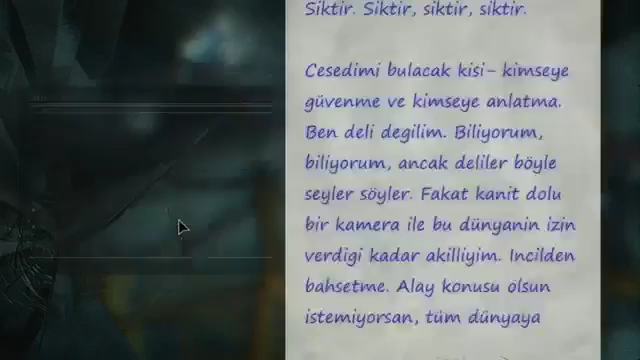 Siktir. Siktir, siktir, siktir.
Cesedimi bulacak kisi– kimseye
güvenme ve kimseye anlatma.
Ben deli degilim. Biliyorum,
biliyorum, ancak deliler böyle
seyler söyler. Fakat kanit dolu
bir kamera ile bu dünyanin izin
verdigi kadar akilliyim. Incilden
bahsetme. Alay konusu olsun
istemiyorsan, tüm dünyaya